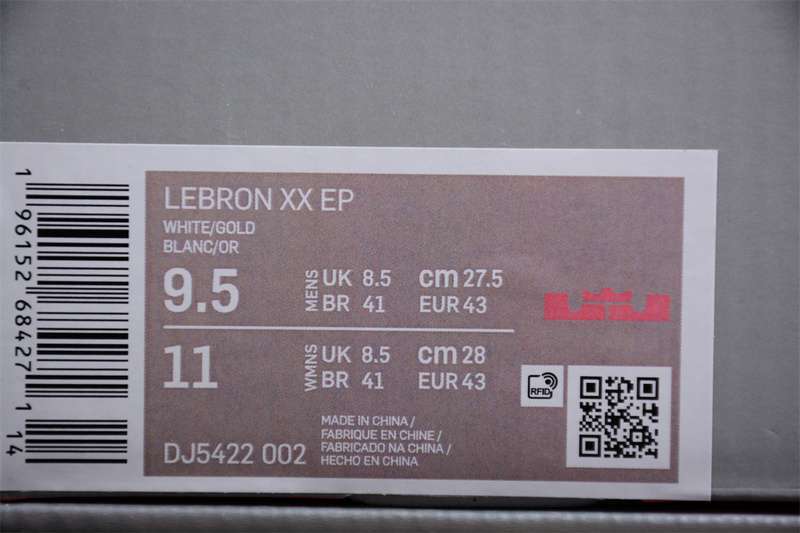 LEBRON XX EP
WHITE/GOLD
BLANC/OR
9.5 MENS UK 8.5 cm 27.5
BR 41 EUR 43
11 WMNS UK 8.5 cm 28
BR 41 EUR 43
RFID
MADE IN CHINA /
FABRIQUE EN CHINE /
FABRICADO NA CHINA /
HECHO EN CHINA
DJ5422 002
1 96152 68427 1 14